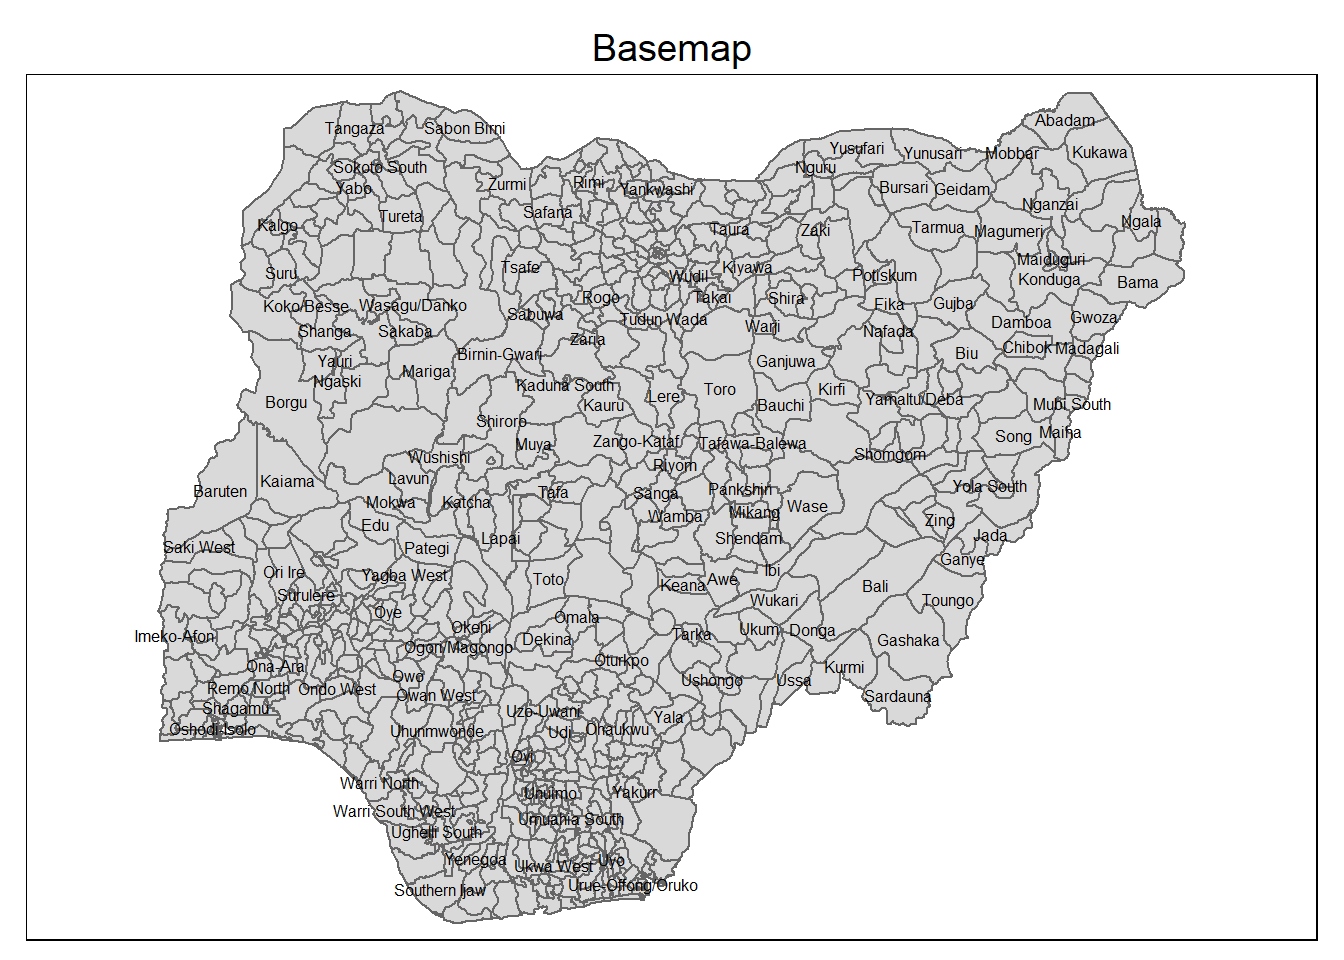 Basemap
Abadam
Tangaza
Sabon Birni
Yusufari
Yunusari
Mobbar
Kukawa
Sokoto South
Nguru
Yabo
Zurmi
Rimi
Yankwashi
Bursari
Geidam
Nganzai
Safana
Tureta
Kalgo
Taura
Zaki
Tarmua
Magumeri
Ngala
Maiduguri
Suru
Tsafe
Kiyawa
Wudil
Potiskum
Konduga
Bama
Koko/Besse
Wasagu/Danko
Rogo
Takai
Shira
Fika
Gujba
Sabuwa
Tudun Wada
Warji
Damboa
Gwoza
Shanga
Sakaba
Zaria
Nafada
Chibok
Madagali
Birnin-Gwari
Biu
Yauri
Ganjuwa
Mariga
Ngaski
Kaduna South
Toro
Kirfi
Borgu
Kauru
Lere
Bauchi
Yamaltu/Deba
Mubi South
Shiroro
Song
Maiha
Muya
Zango-Kataf
Tafawa-Balewa
Shomgom
Wushishi
Riyom
Kaiama
Lavun
Baruten
Tafa
Sanga
Pankshin
Yola South
Mokwa
Katcha
Wase
Wamba
Mikang
Zing
Edu
Lapai
Shendam
Jada
Saki West
Pategi
Ganye
Ori Ire
Yagba West
Toto
Keana
Awe
Ibi
Bali
Surulere
Wukari
Toungo
Oye
Omala
Okehi
Tarka
Ukum
Donga
Imeko-Afon
Dekina
Gashaka
Ogori/Magongo
Oturkpo
Ona-Ara
Kurmi
Owo
Ushongo
Ussa
Remo North
Ondo West
Owan West
Sardauna
Shagamu
Uzo-Uwani
Yala
Oshodi-Isolo
Uhunmwonde
Udi
Ohaukwu
Oyi
Warri North
Unuimo
Yakurr
Warri South West
Umuahia South
Ughelli South
Yenegoa
Ukwa West
Uyo
Southern Ijaw
Urue-Offong/Oruko